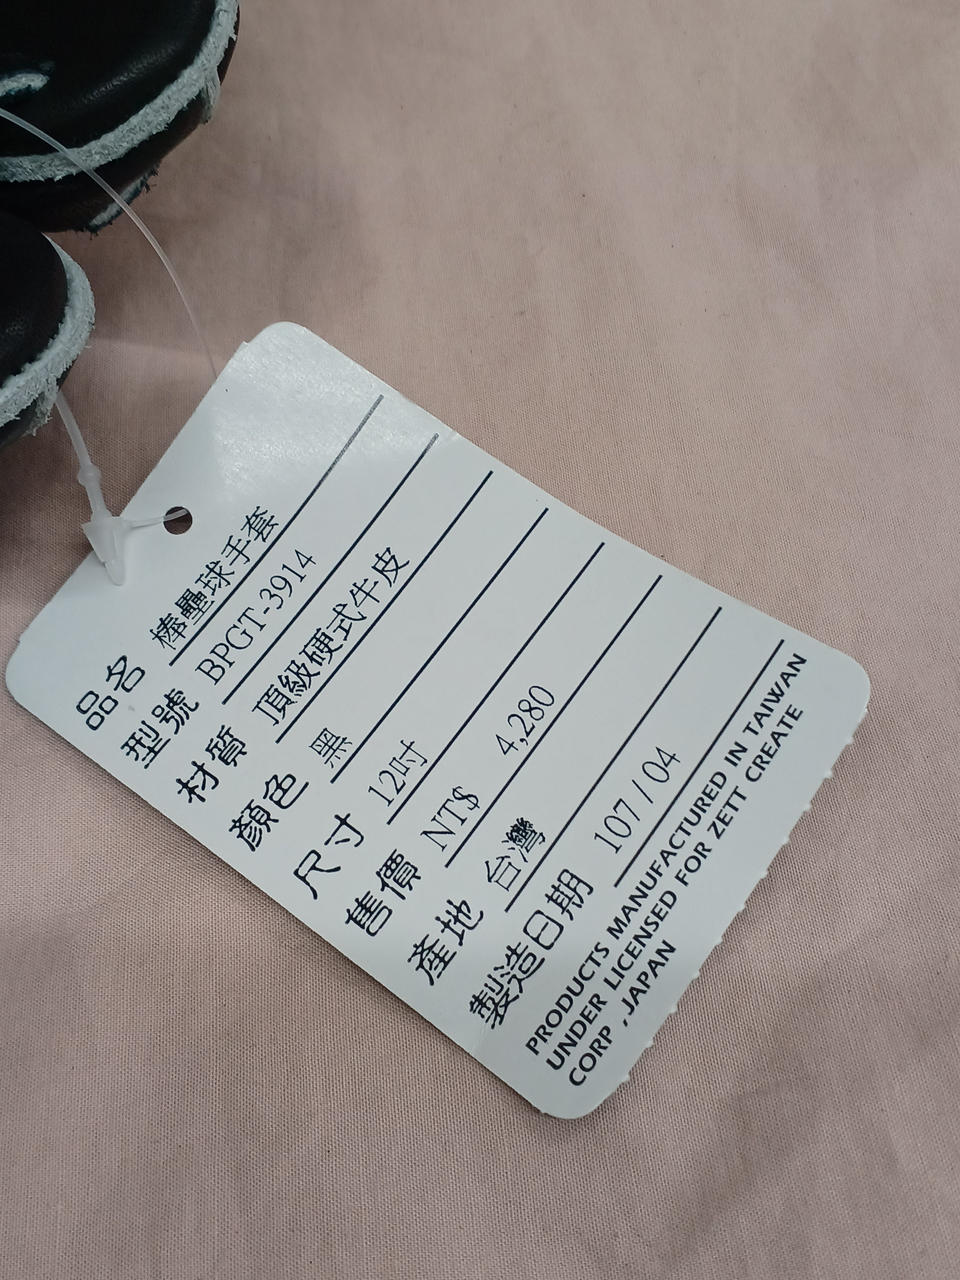 品名 棒壘球手套
型號 BPGT-3914
材質 頂級硬式牛皮
顏色 黑
尺寸 12吋
售價 NT$ 4,280
產地 台灣
製造日期 107/04
PRODUCTS MANUFACTURED IN TAIWAN
UNDER LICENSED FOR ZETT CREATE
CORP , JAPAN